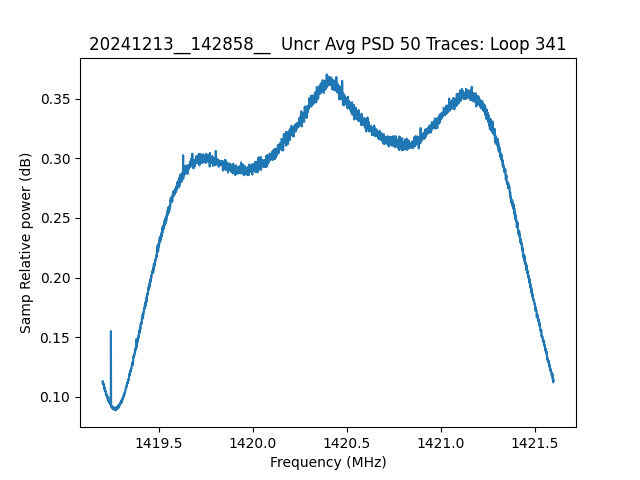 20241213__142858__  Uncr Avg PSD 50 Traces: Loop 341
Samp Relative power (dB)
0.35
0.30
0.25
0.20
0.15
0.10
1419.5 1420.0 1420.5 1421.0 1421.5
Frequency (MHz)